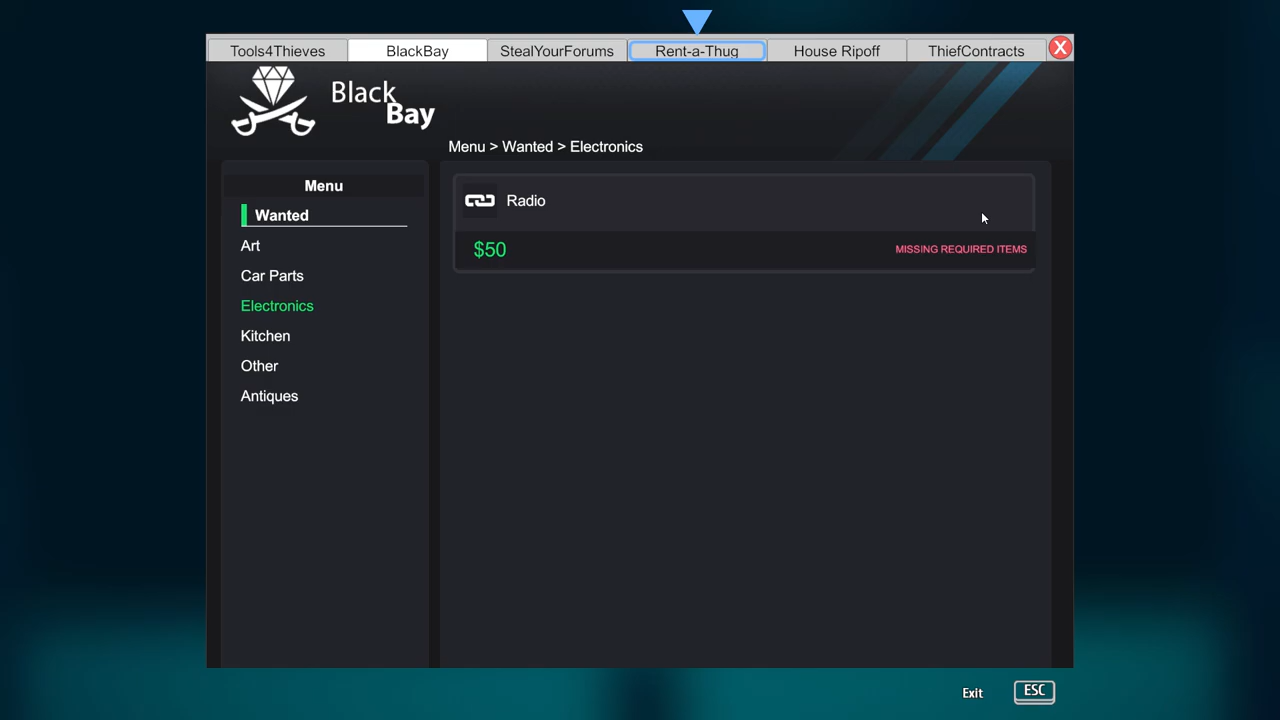 Tools4Thieves BlackBay StealYourForums Rent-a-Thug House Ripoff ThiefContracts X
Black
Bay
Menu > Wanted > Electronics
Menu
Wanted
Art
Car Parts
Electronics
Kitchen
Other
Antiques
Radio
$50 MISSING REQUIRED ITEMS
Exit ESC